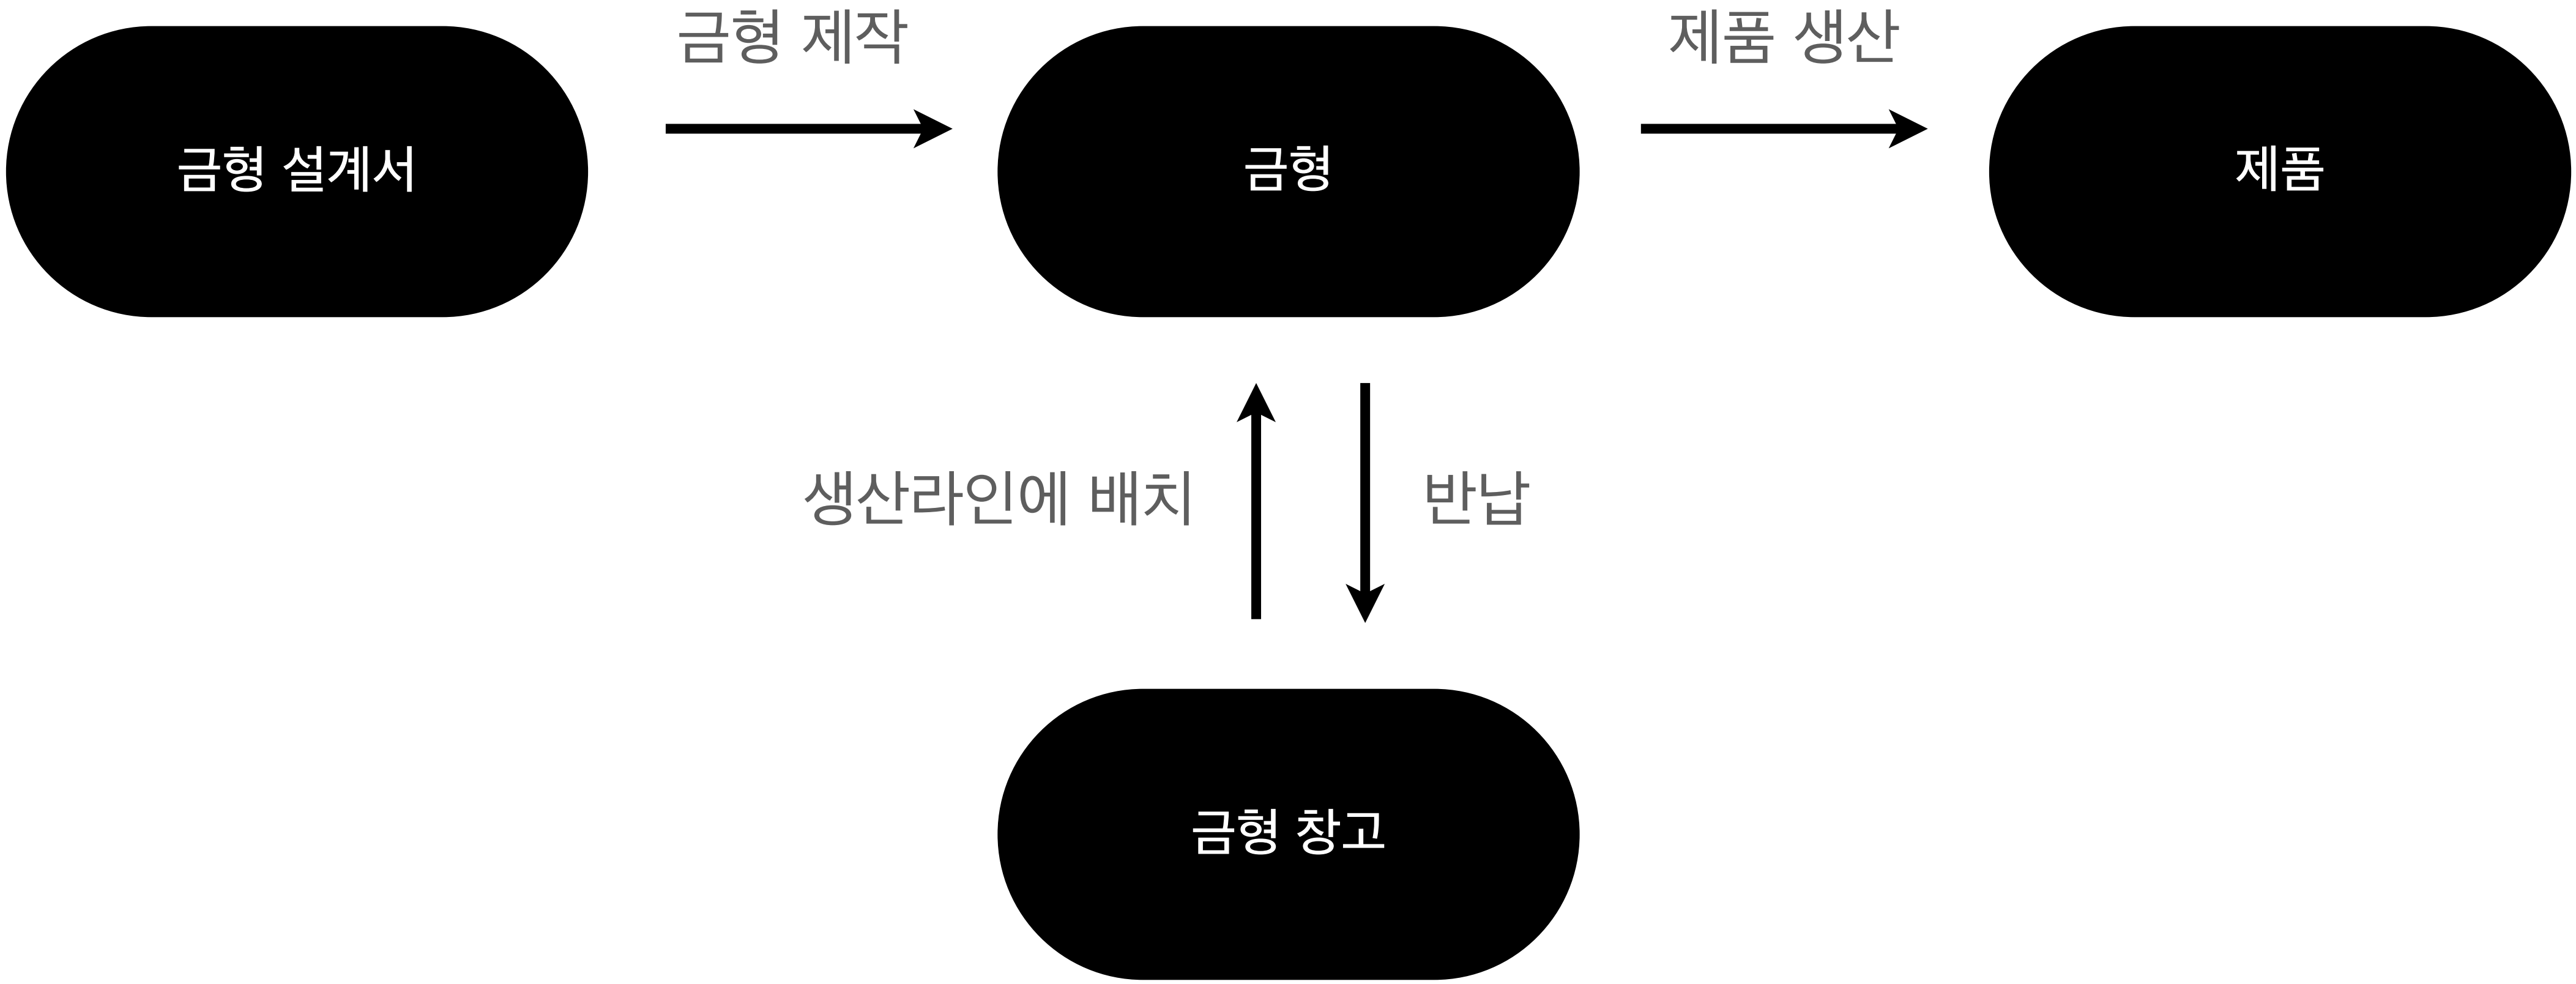 금형 제작
제품 생산
금형 설계서
금형
제품
생산라인에 배치
반납
금형 창고